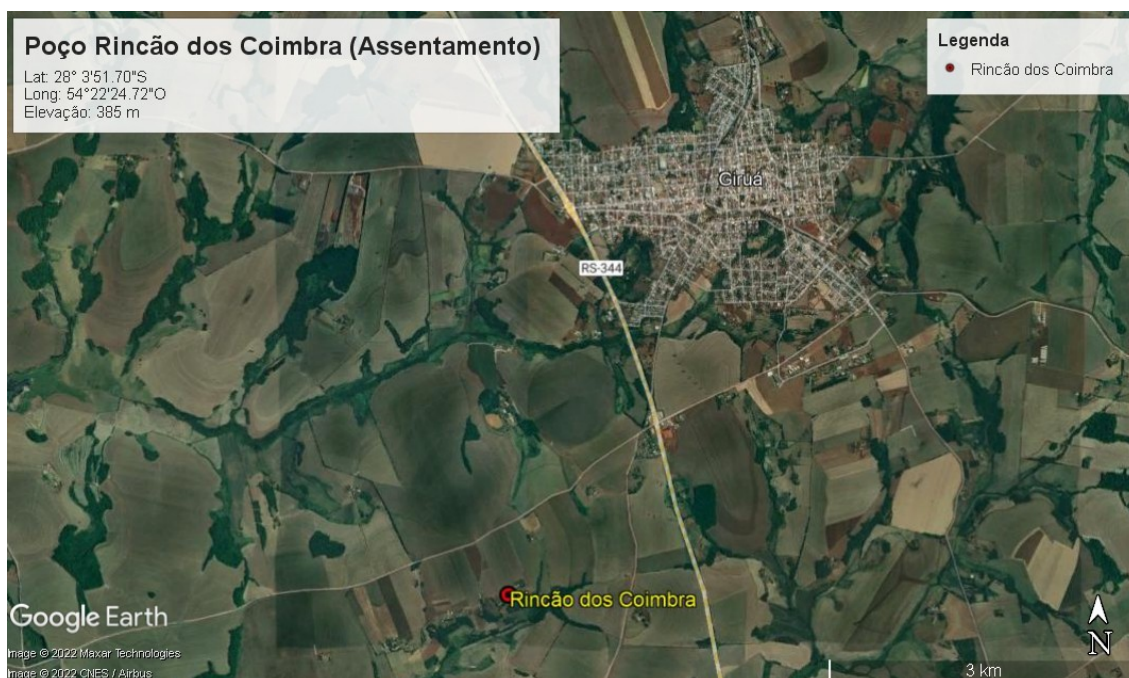 Poço Rincão dos Coimbra (Assentamento)
Lat: 28° 3'51.70"S
Long: 54°22'24.72"O
Elevação: 385 m
Legenda
Rincão dos Coimbra
Giruá
RS-344
Rincão dos Coimbra
Google Earth
Image © 2022 Maxar Technologies
Image © 2022 CNES / Airbus
N
3 km